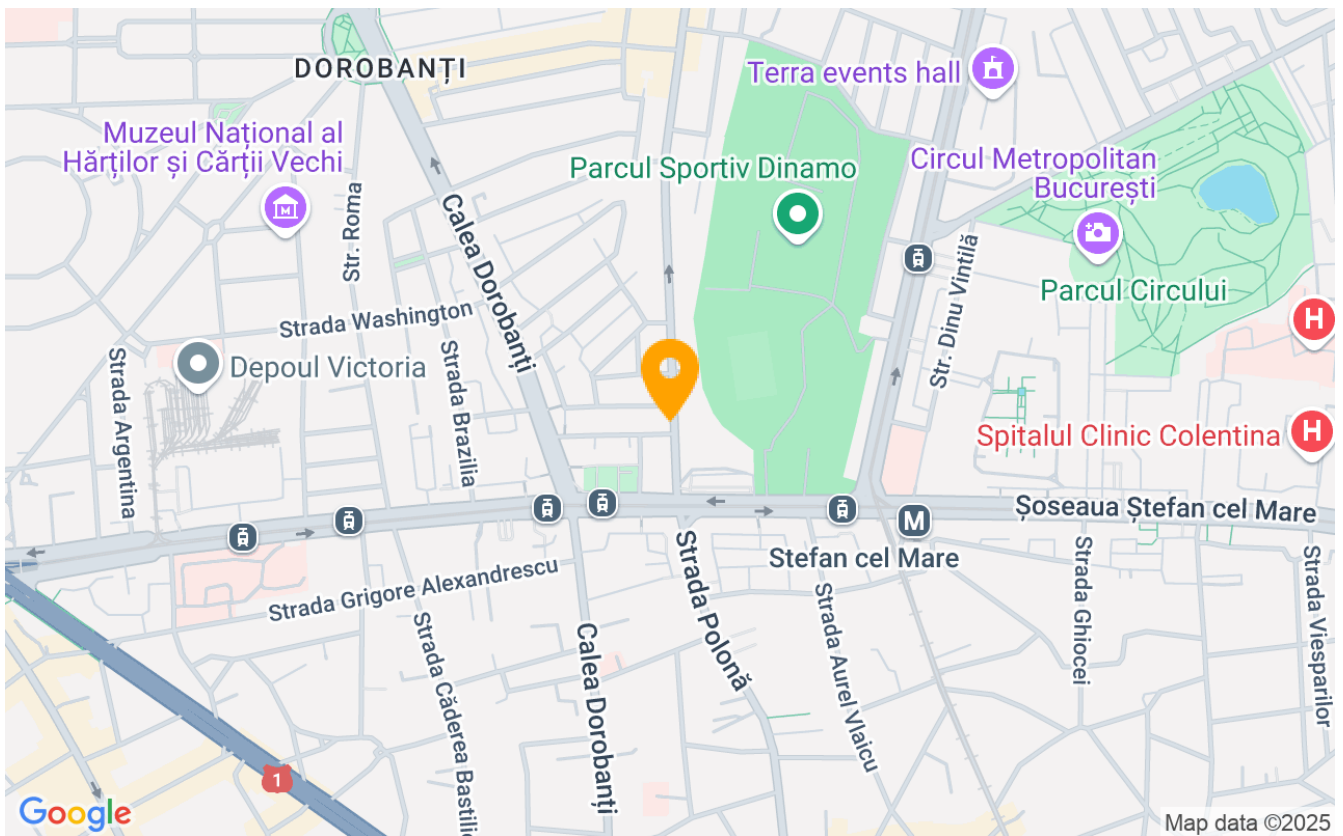 DOROBANȚI
Terra events hall
Muzeul Național al
Hărților și Cărții Vechi
Parcul Sportiv Dinamo
Circul Metropolitan
București
Str. Roma
Calea Dorobanți
Str. Dinu Vintilă
Parcul Circului
Strada Washington
H
Depoul Victoria
Strada Argentina
Strada Brazilia
Spitalul Clinic Colentina
H
Șoseaua Ștefan cel Mare
M
Stefan cel Mare
Strada Grigore Alexandrescu
Strada Polonă
Strada Ghiocei
Strada Viesparilor
Strada Aurel Vlaicu
Strada Căderea Bastiliei
Calea Dorobanți
1
Google
Map data ©2025